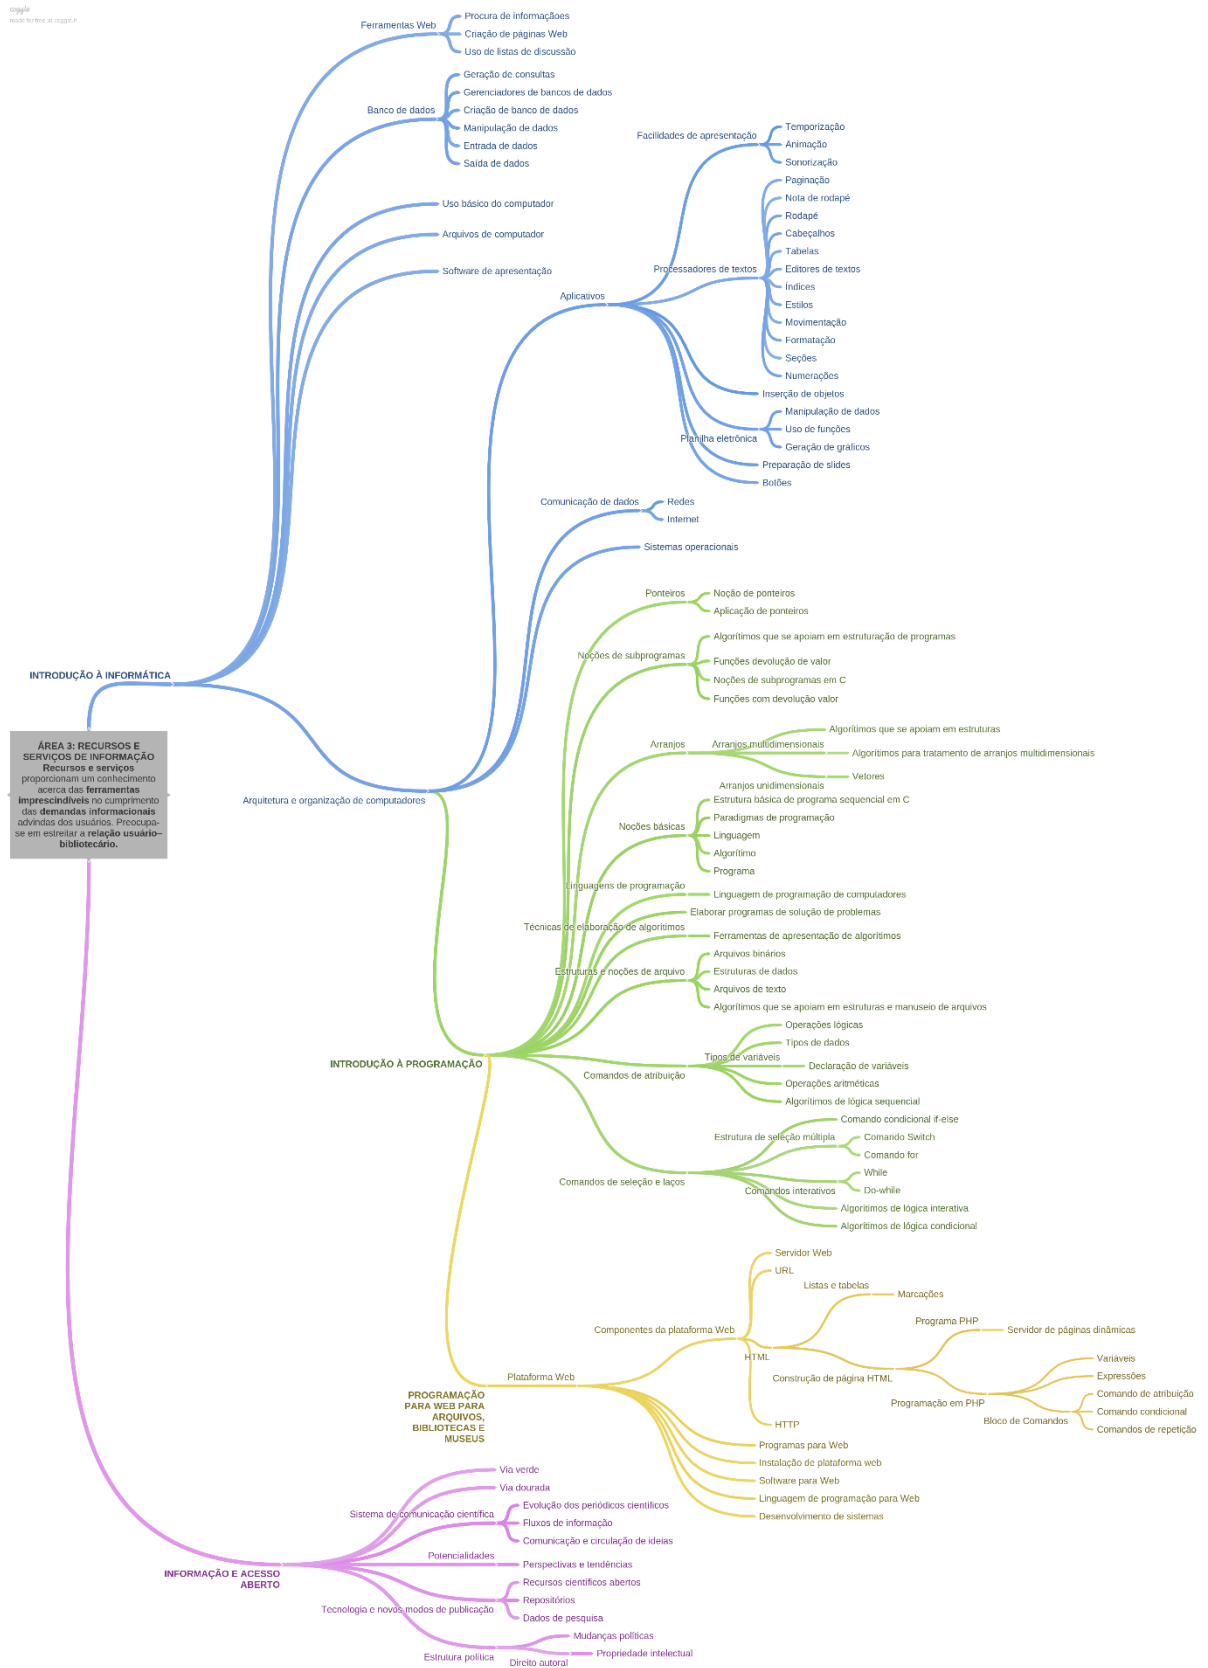 coggle
made for free at coggle.it
Ferramentas Web
Procura de informaçãoes
Criação de páginas Web
Uso de listas de discussão
Banco de dados
Geração de consultas
Gerenciadores de bancos de dados
Criação de banco de dados
Manipulação de dados
Entrada de dados
Saída de dados
Uso básico do computador
Arquivos de computador
Software de apresentação
Aplicativos
Facilidades de apresentação
Temporização
Animação
Sonorização
Processadores de textos
Paginação
Nota de rodapé
Rodapé
Cabeçalhos
Tabelas
Editores de textos
Índices
Estilos
Movimentação
Formatação
Seções
Numerações
Inserção de objetos
Planilha eletrônica
Manipulação de dados
Uso de funções
Geração de gráficos
Preparação de slides
Botões
Comunicação de dados
Redes
Internet
Sistemas operacionais
INTRODUÇÃO À INFORMÁTICA
ÁREA 3: RECURSOS E
SERVIÇOS DE INFORMAÇÃO
Recursos e serviços
proporcionam um conhecimento
acerca das ferramentas
imprescindíveis no cumprimento
das demandas informacionais
advindas dos usuários. Preocupa-
se em estreitar a relação usuário–
bibliotecário.
Arquitetura e organização de computadores
Ponteiros
Noção de ponteiros
Aplicação de ponteiros
Noções de subprogramas
Algorítimos que se apoiam em estruturação de programas
Funções devolução de valor
Noções de subprogramas em C
Funções com devolução valor
Arranjos
Arranjos multidimensionais
Algorítimos que se apoiam em estruturas
Algorítimos para tratamento de arranjos multidimensionais
Vetores
Arranjos unidimensionais
Noções básicas
Estrutura básica de programa sequencial em C
Paradigmas de programação
Linguagem
Algorítimo
Programa
Linguagens de programação
Linguagem de programação de computadores
Elaborar programas de solução de problemas
Técnicas de elaboração de algorítimos
Ferramentas de apresentação de algorítimos
Estruturas e noções de arquivo
Arquivos binários
Estruturas de dados
Arquivos de texto
Algorítimos que se apoiam em estruturas e manuseio de arquivos
INTRODUÇÃO À PROGRAMAÇÃO
Comandos de atribuição
Operações lógicas
Tipos de dados
Tipos de variáveis
Declaração de variáveis
Operações aritméticas
Algorítimos de lógica sequencial
Comandos de seleção e laços
Comando condicional if-else
Estrutura de seleção múltipla
Comando Switch
Comando for
Comandos interativos
While
Do-while
Algorítimos de lógica interativa
Algorítimos de lógica condicional
PROGRAMAÇÃO
PARA WEB PARA
ARQUIVOS,
BIBLIOTECAS E
MUSEUS
Plataforma Web
Componentes da plataforma Web
Servidor Web
URL
HTML
Listas e tabelas
Marcações
Construção de página HTML
Programa PHP
Servidor de páginas dinâmicas
Programação em PHP
Variáveis
Expressões
Bloco de Comandos
Comando de atribuição
Comando condicional
Comandos de repetição
HTTP
Programas para Web
Instalação de plataforma web
Software para Web
Linguagem de programação para Web
Desenvolvimento de sistemas
INFORMAÇÃO E ACESSO
ABERTO
Via verde
Via dourada
Sistema de comunicação científica
Evolução dos periódicos científicos
Fluxos de informação
Comunicação e circulação de ideias
Potencialidades
Perspectivas e tendências
Tecnologia e novos modos de publicação
Recursos científicos abertos
Repositórios
Dados de pesquisa
Estrutura política
Mudanças políticas
Direito autoral
Propriedade intelectual